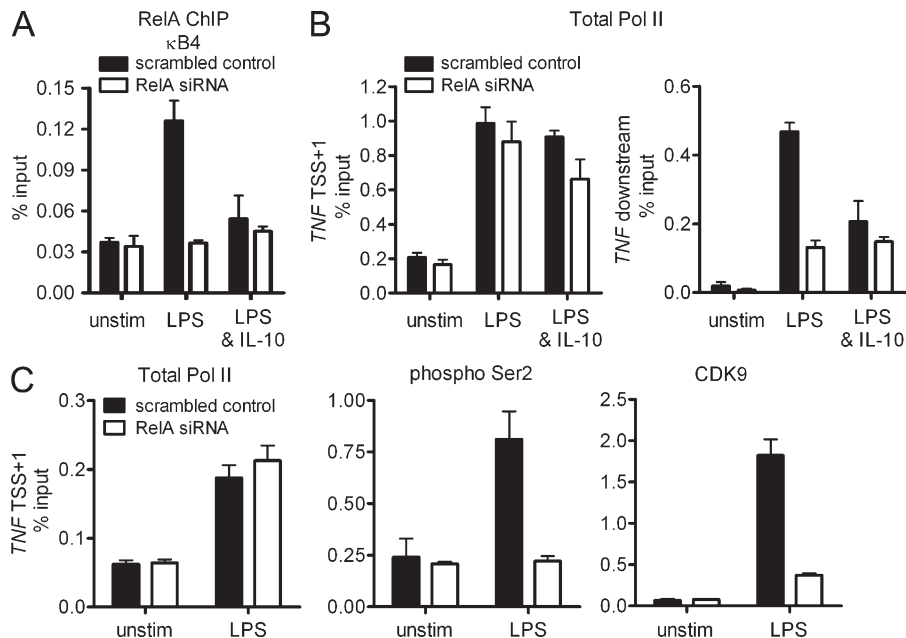 A
RelA ChIP
κB4
scrambled control
RelA siRNA
% input
0.15
0.12
0.09
0.06
0.03
0.00
unstim
LPS
LPS
& IL-10
B
Total Pol II
scrambled control
RelA siRNA
TNF TSS+1
% input
1.2
1.0
0.8
0.6
0.4
0.2
0.0
unstim
LPS
LPS
& IL-10
TNF downstream
% input
0.6
0.4
0.2
0.0
unstim
LPS
LPS
& IL-10
C
Total Pol II
scrambled control
RelA siRNA
TNF TSS+1
% input
0.3
0.2
0.1
0.0
unstim
LPS
phospho Ser2
1.00
0.75
0.50
0.25
0.00
unstim
LPS
CDK9
2.5
2.0
1.5
1.0
0.5
0.0
unstim
LPS